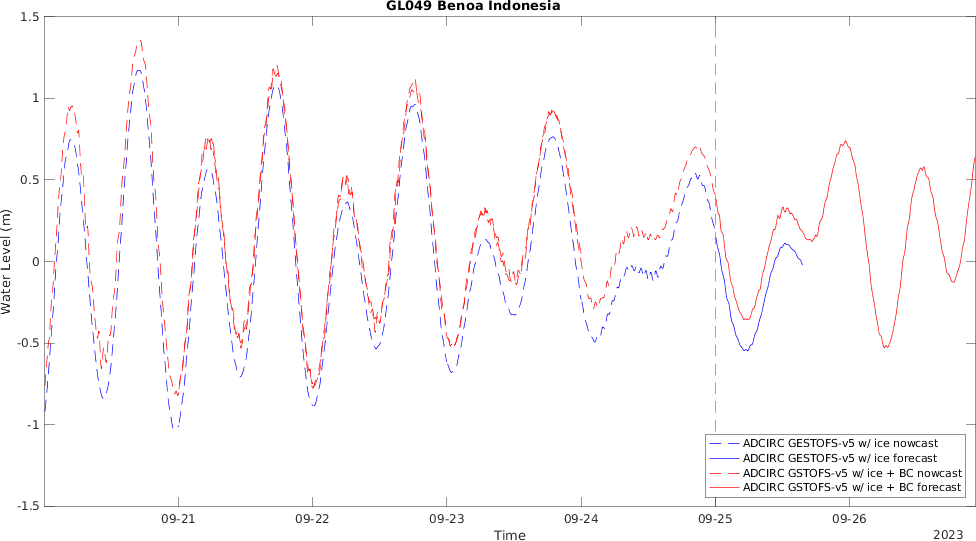 GL049 Benoa Indonesia
1.5
1
0.5
0
-0.5
-1
-1.5
Water Level (m)
09-21 09-22 09-23 09-24 09-25 09-26
Time
2023
ADCIRC GESTOFS-v5 w/ ice nowcast
ADCIRC GESTOFS-v5 w/ ice forecast
ADCIRC GSTOFS-v5 w/ ice + BC nowcast
ADCIRC GSTOFS-v5 w/ ice + BC forecast